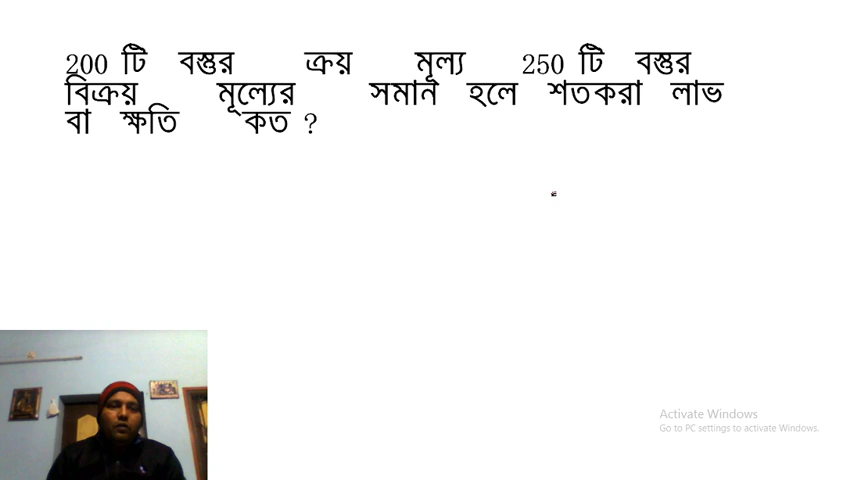 200 টি বস্তুর ক্রয় মূল্য 250 টি বস্তুর
বিক্রয় মূল্যের সমান হলে শতকরা লাভ
বা ক্ষতি কত ?
Activate Windows
Go to PC settings to activate Windows.